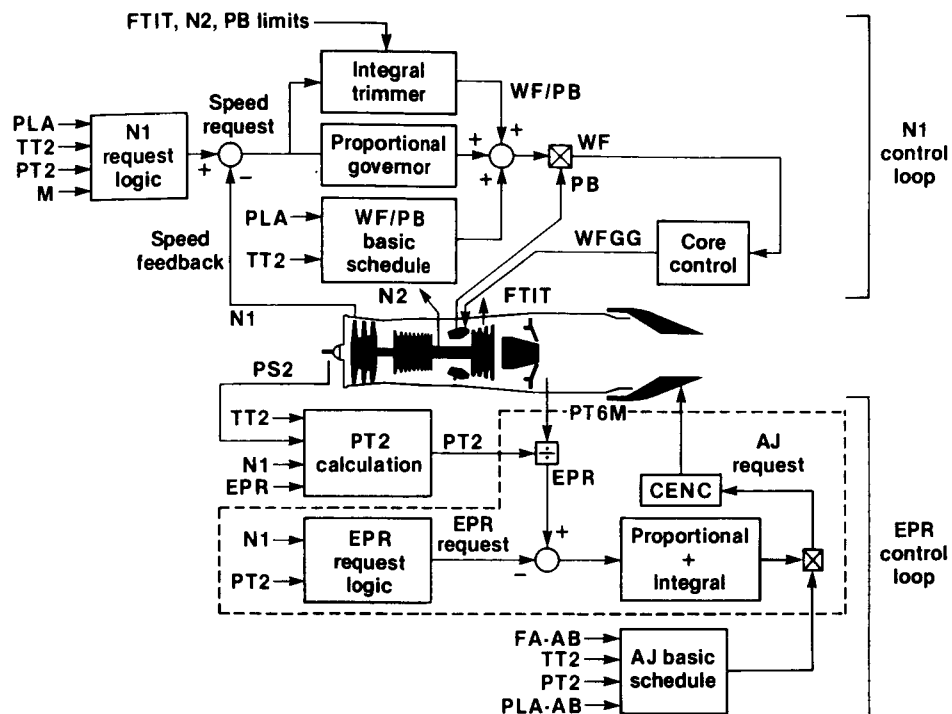 FTIT, N2, PB limits
Integral
trimmer
WF/PB
Speed
request
PLA
TT2
PT2
M
N1
request
logic
+
−
Proportional
governor
+
+
+
WF
PB
N1
control
loop
PLA
TT2
WF/PB
basic
schedule
WFGG
Core
control
Speed
feedback
N2
FTIT
N1
PS2
PT6M
TT2
N1
EPR
PT2
calculation
PT2
÷
EPR
AJ
request
CENC
N1
PT2
EPR
request
logic
EPR
request
+
−
Proportional
+
integral
EPR
control
loop
FA-AB
TT2
PT2
PLA-AB
AJ basic
schedule